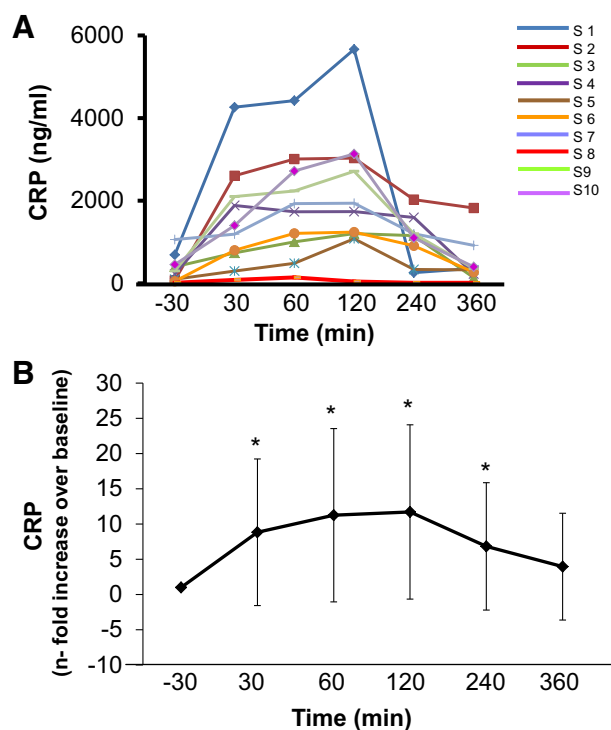 A
CRP (ng/ml)
6000
4000
2000
0
-30 30 60 120 240 360
Time (min)
S 1
S 2
S 3
S 4
S 5
S 6
S 7
S 8
S9
S10
B
CRP
(n- fold increase over baseline)
30
25
20
15
10
5
0
-5
-10
* * * *
-30 30 60 120 240 360
Time (min)